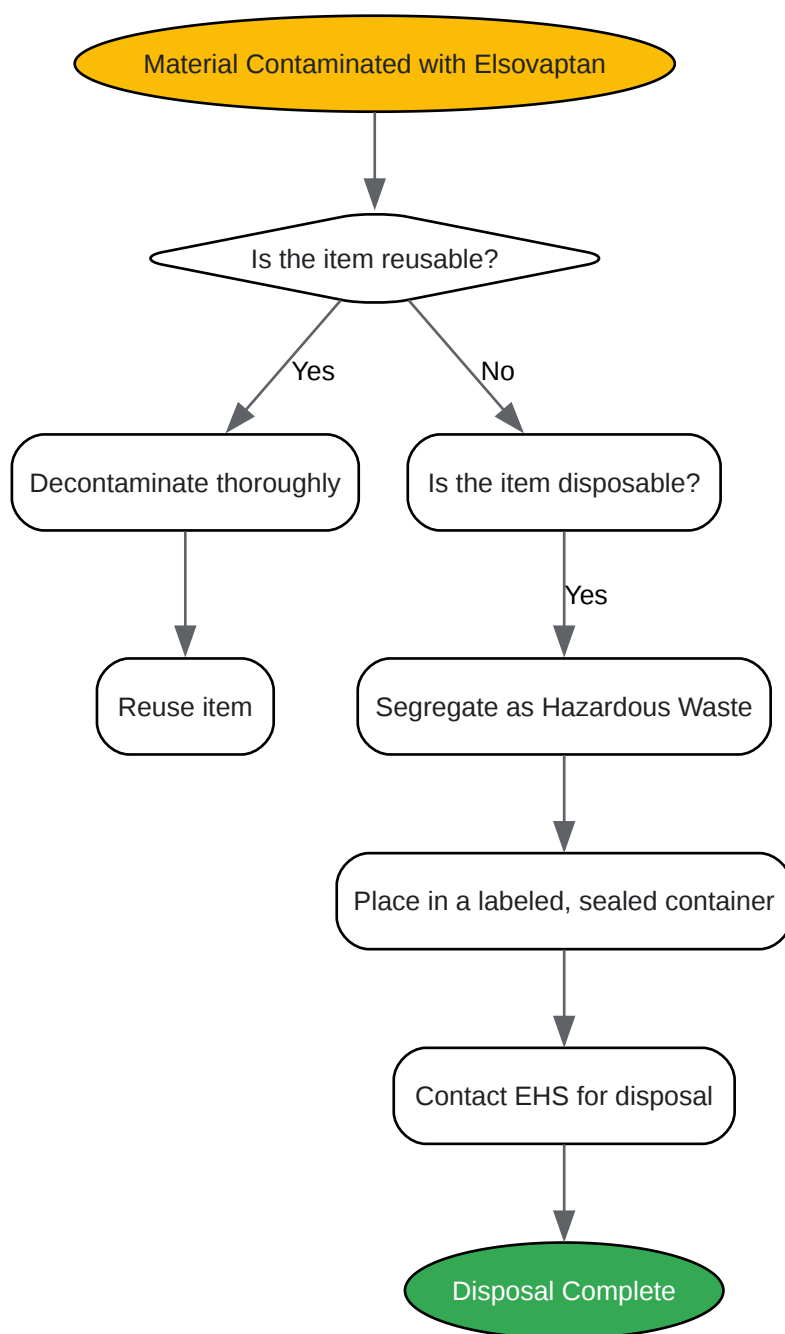 Material Contaminated with Elsovaptan
Is the item reusable?
Yes
No
Decontaminate thoroughly
Is the item disposable?
Yes
Reuse item
Segregate as Hazardous Waste
Place in a labeled, sealed container
Contact EHS for disposal
Disposal Complete